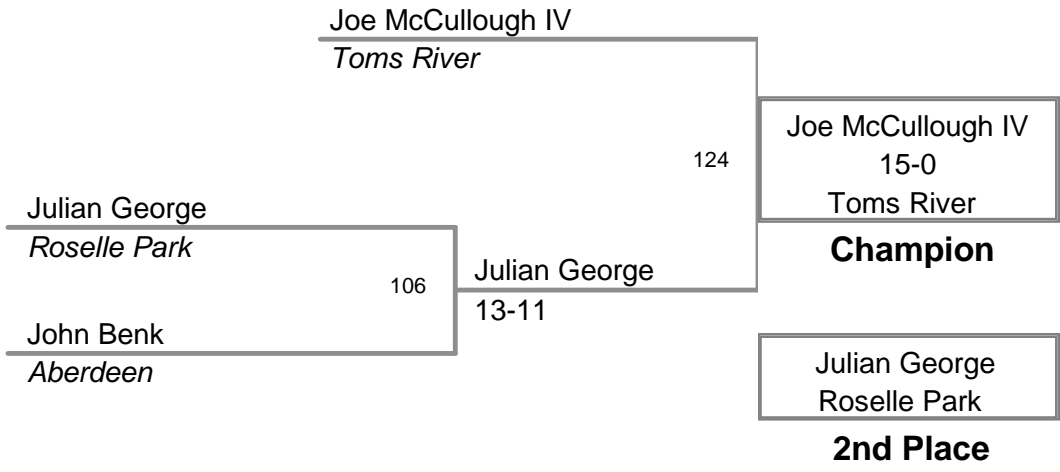 Joe McCullough IV
Toms River
124
Joe McCullough IV
15-0
Toms River
Champion
Julian George
Roselle Park
106
Julian George
13-11
John Benk
Aberdeen
Julian George
Roselle Park
2nd Place